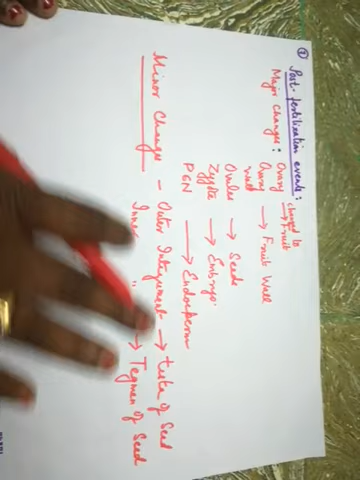 ① Post-fertilization events:
Major changes: Ovary changed to → Fruit
Ovary wall → Fruit Wall
Ovules → Seeds
Zygote → Embryo.
PEN → Endosperm
Minor Changes – Outer Integument → testa of Seed
Inner " → Tegmen of Seed